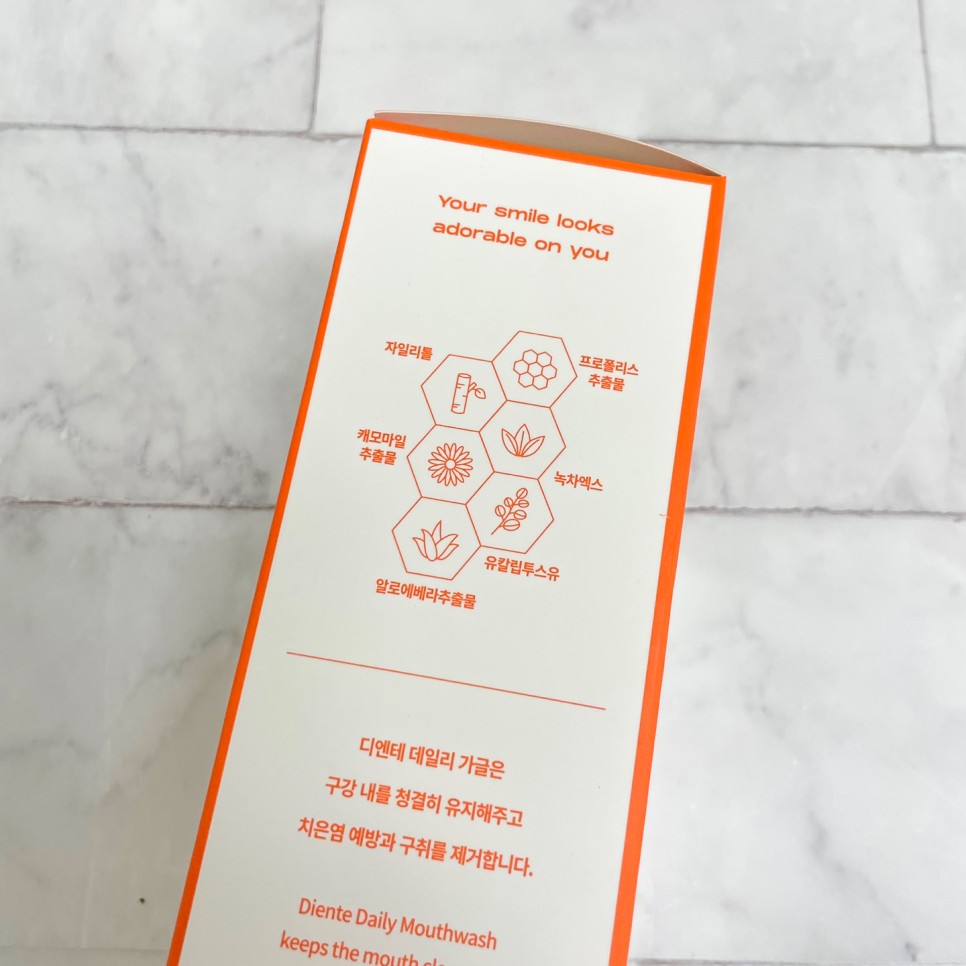 Your smile looks
adorable on you
자일리톨
프로폴리스
추출물
캐모마일
추출물
녹차엑스
유칼립투스유
알로에베라추출물
디엔테 데일리 가글은
구강 내를 청결히 유지해주고
치은염 예방과 구취를 제거합니다.
Diente Daily Mouthwash
keeps the mouth